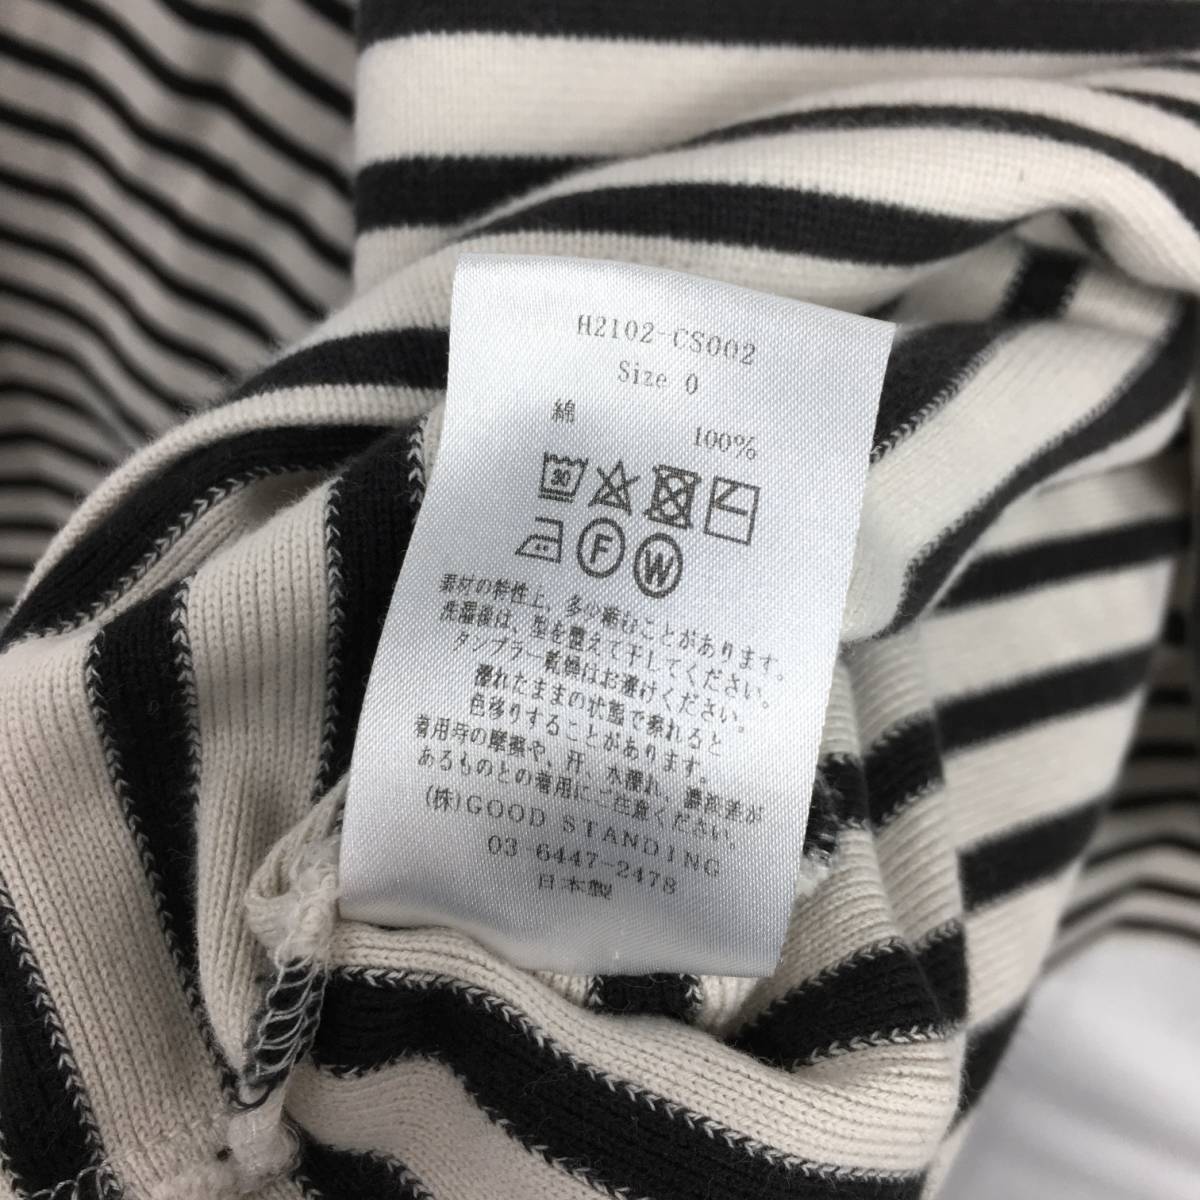 H2102-CS002
Size 0
綿 100%
30
F W
素材の特性上、多少縮むことがあります。
洗濯後は、型を整えて干してください。
タンブラー乾燥はお避けください。
濡れたままの状態で乗れると
色移りすることがあります。
着用時の摩擦や、汗、水濡れ、濃淡差が
あるものとの着用にご注意ください。
(株)GOOD STANDING
03-6447-2478
日本製